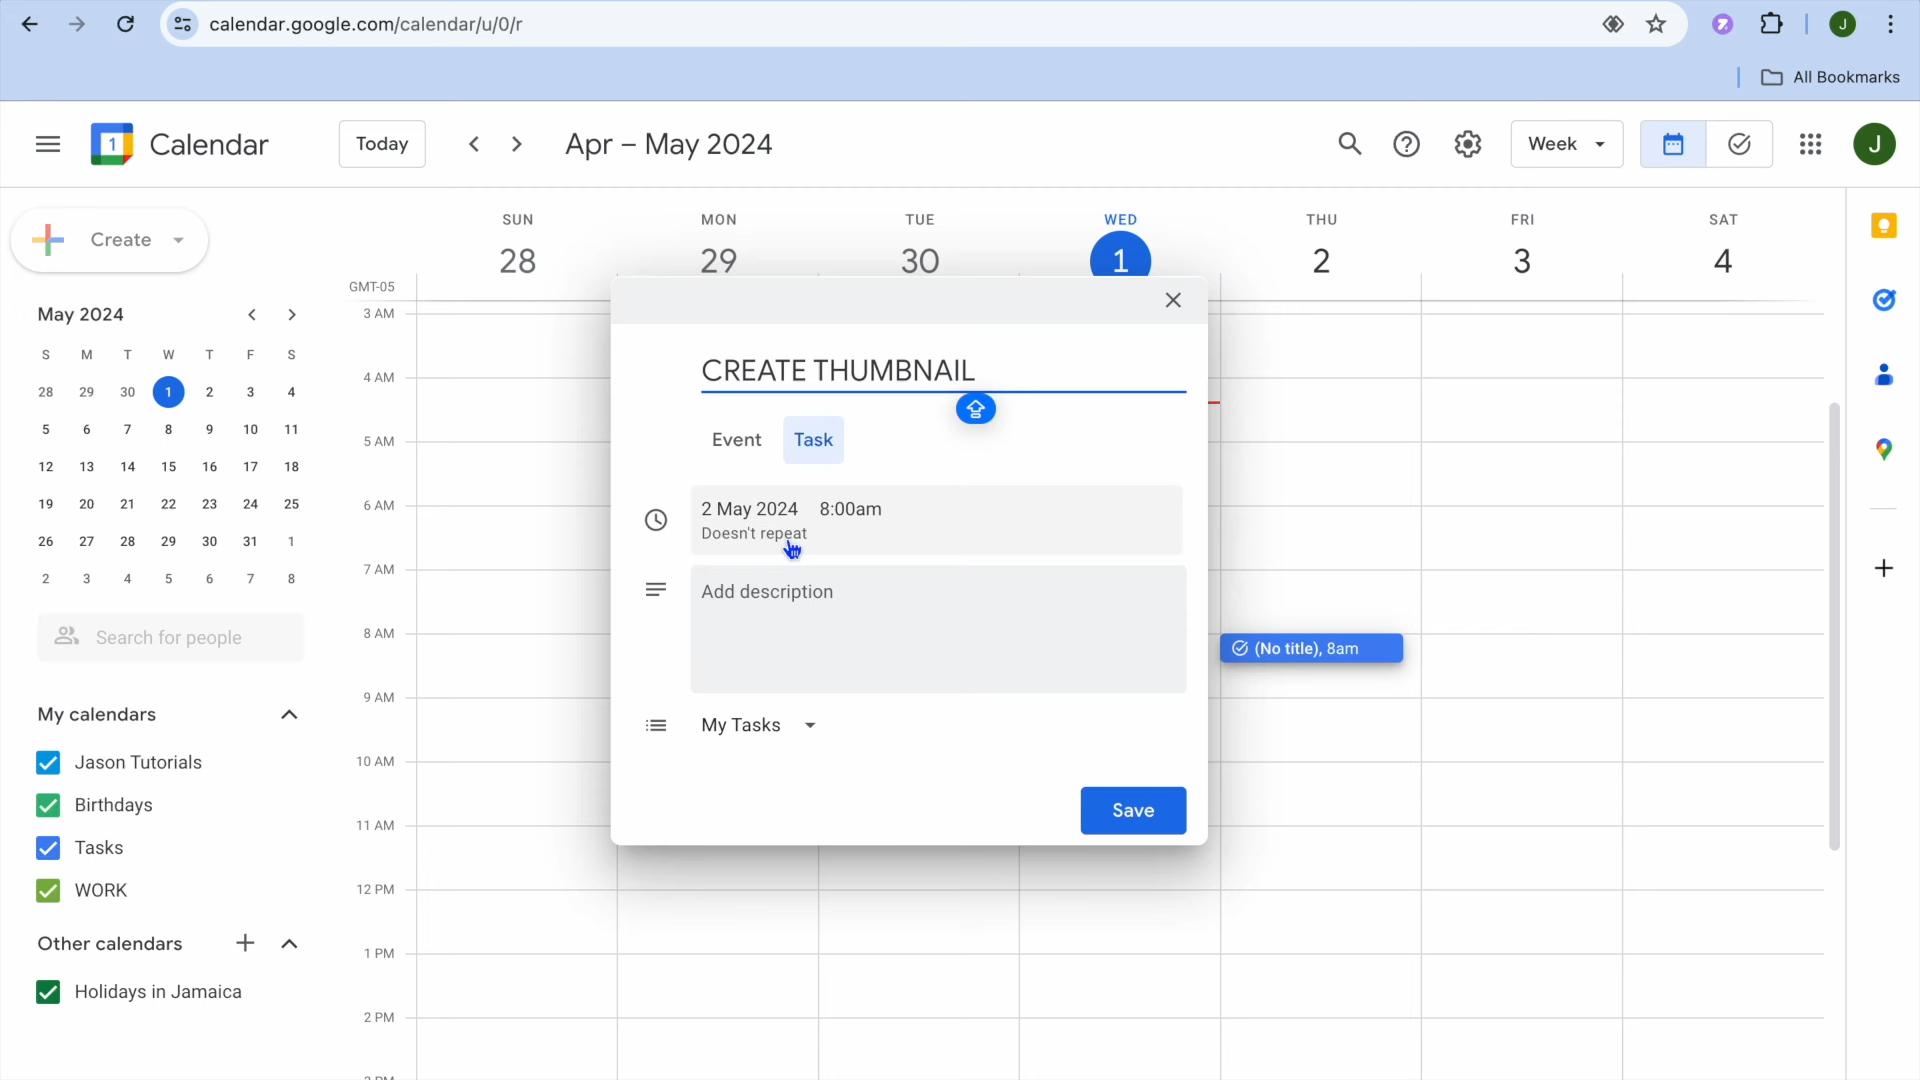 calendar.google.com/calendar/u/0/r
J
All Bookmarks
1
Calendar
Today
Apr – May 2024
Week
J
Create
SUN
MON
TUE
WED
THU
FRI
SAT
28
29
30
1
2
3
4
GMT-05
May 2024
S M T W T F S
28 29 30 1 2 3 4
5 6 7 8 9 10 11
12 13 14 15 16 17 18
19 20 21 22 23 24 25
26 27 28 29 30 31 1
2 3 4 5 6 7 8
Search for people
My calendars
Jason Tutorials
Birthdays
Tasks
WORK
Other calendars
Holidays in Jamaica
3 AM
4 AM
5 AM
6 AM
7 AM
8 AM
9 AM
10 AM
11 AM
12 PM
1 PM
2 PM
CREATE THUMBNAIL
Event
Task
2 May 2024 8:00am
Doesn't repeat
Add description
My Tasks
Save
(No title), 8am